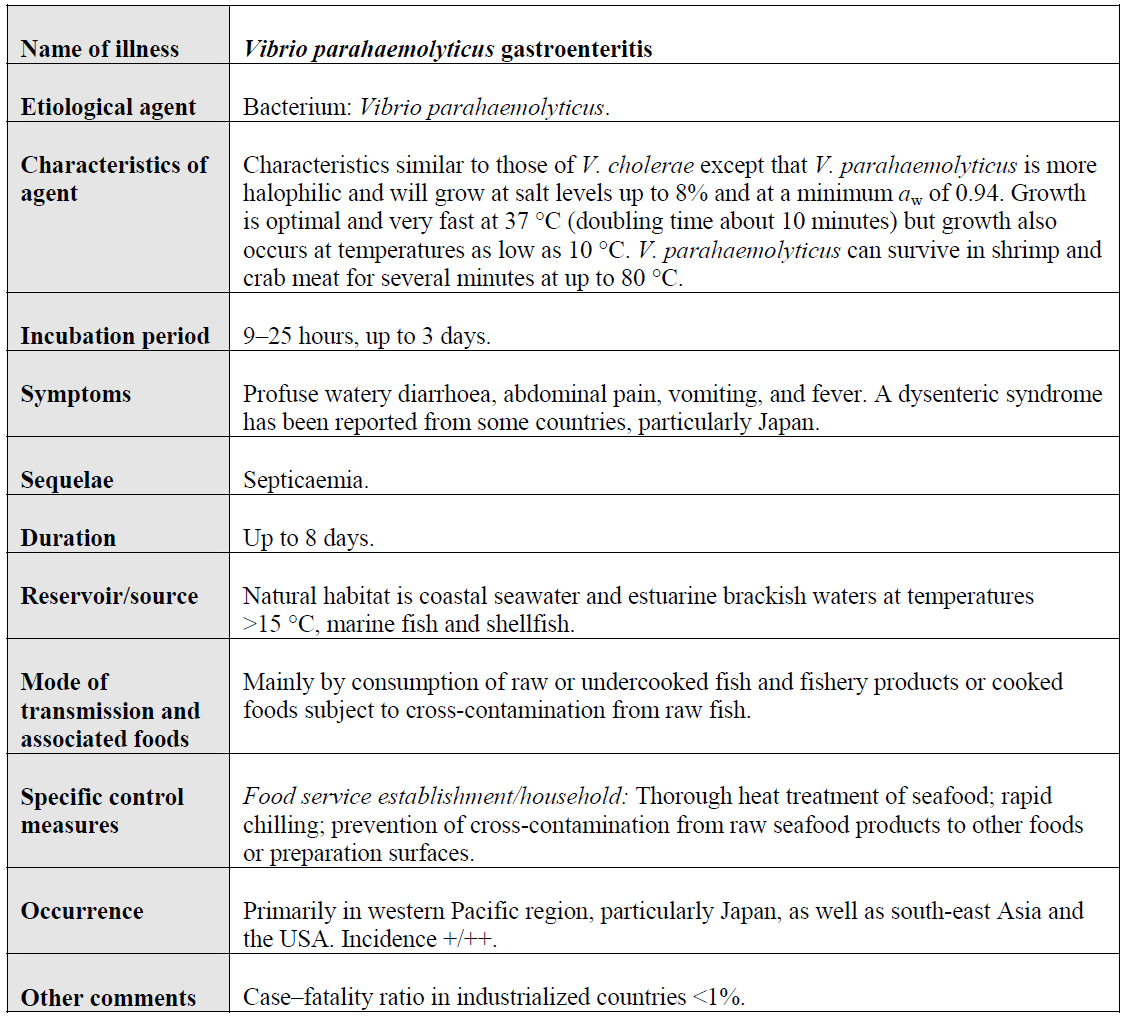 Name of illness
Vibrio parahaemolyticus gastroenteritis
Etiological agent
Bacterium: Vibrio parahaemolyticus.
Characteristics of
agent
Characteristics similar to those of V. cholerae except that V. parahaemolyticus is more
halophilic and will grow at salt levels up to 8% and at a minimum aw of 0.94. Growth
is optimal and very fast at 37 °C (doubling time about 10 minutes) but growth also
occurs at temperatures as low as 10 °C. V. parahaemolyticus can survive in shrimp and
crab meat for several minutes at up to 80 °C.
Incubation period
9–25 hours, up to 3 days.
Symptoms
Profuse watery diarrhoea, abdominal pain, vomiting, and fever. A dysenteric syndrome
has been reported from some countries, particularly Japan.
Sequelae
Septicaemia.
Duration
Up to 8 days.
Reservoir/source
Natural habitat is coastal seawater and estuarine brackish waters at temperatures
>15 °C, marine fish and shellfish.
Mode of
transmission and
associated foods
Mainly by consumption of raw or undercooked fish and fishery products or cooked
foods subject to cross-contamination from raw fish.
Specific control
measures
Food service establishment/household: Thorough heat treatment of seafood; rapid
chilling; prevention of cross-contamination from raw seafood products to other foods
or preparation surfaces.
Occurrence
Primarily in western Pacific region, particularly Japan, as well as south-east Asia and
the USA. Incidence +/++.
Other comments
Case–fatality ratio in industrialized countries <1%.